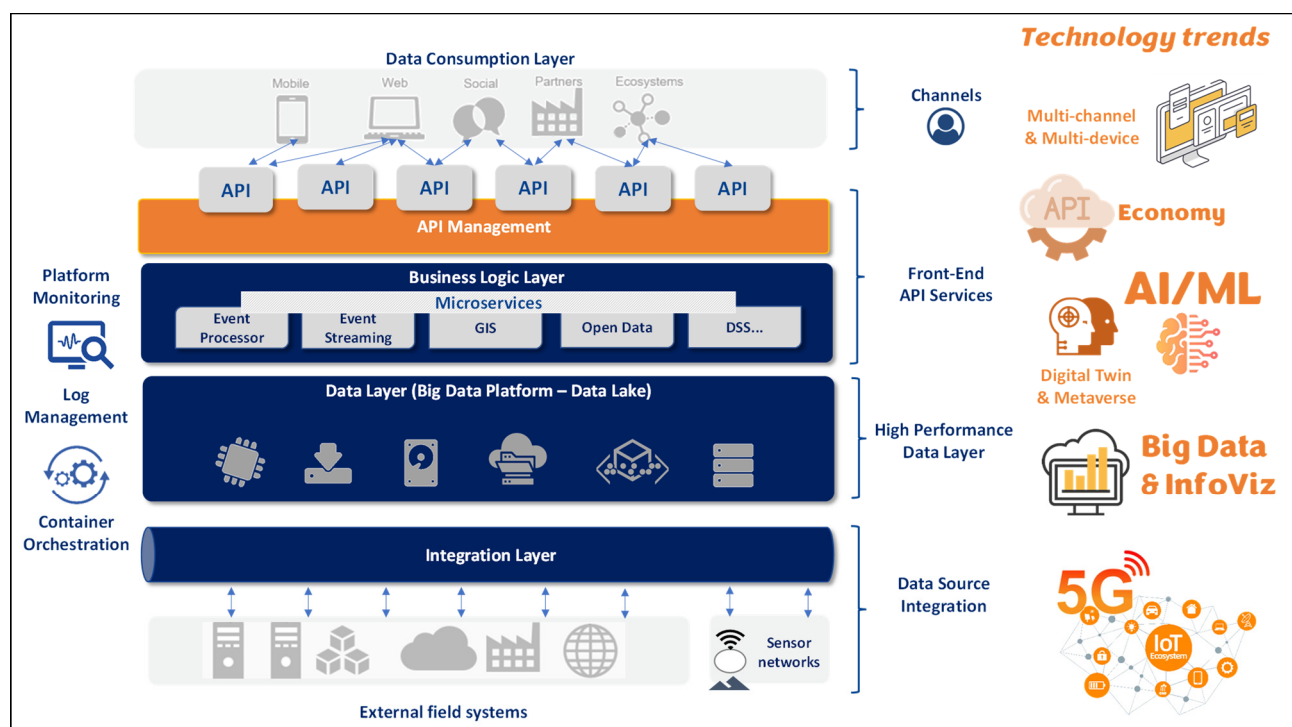 Technology trends
Data Consumption Layer
Mobile
Web
Social
Partners
Ecosystems
Channels
Multi-channel
& Multi-device
API
API
API
API
API
API
API Management
API
Economy
Platform
Monitoring
Business Logic Layer
Microservices
Event
Processor
Event
Streaming
GIS
Open Data
DSS...
Front-End
API Services
AI/ML
Digital Twin
& Metaverse
Log
Management
Data Layer (Big Data Platform – Data Lake)
High Performance
Data Layer
Big Data
& InfoViz
Container
Orchestration
Integration Layer
Data Source
Integration
5G
IoT
Ecosystem
Sensor
networks
External field systems